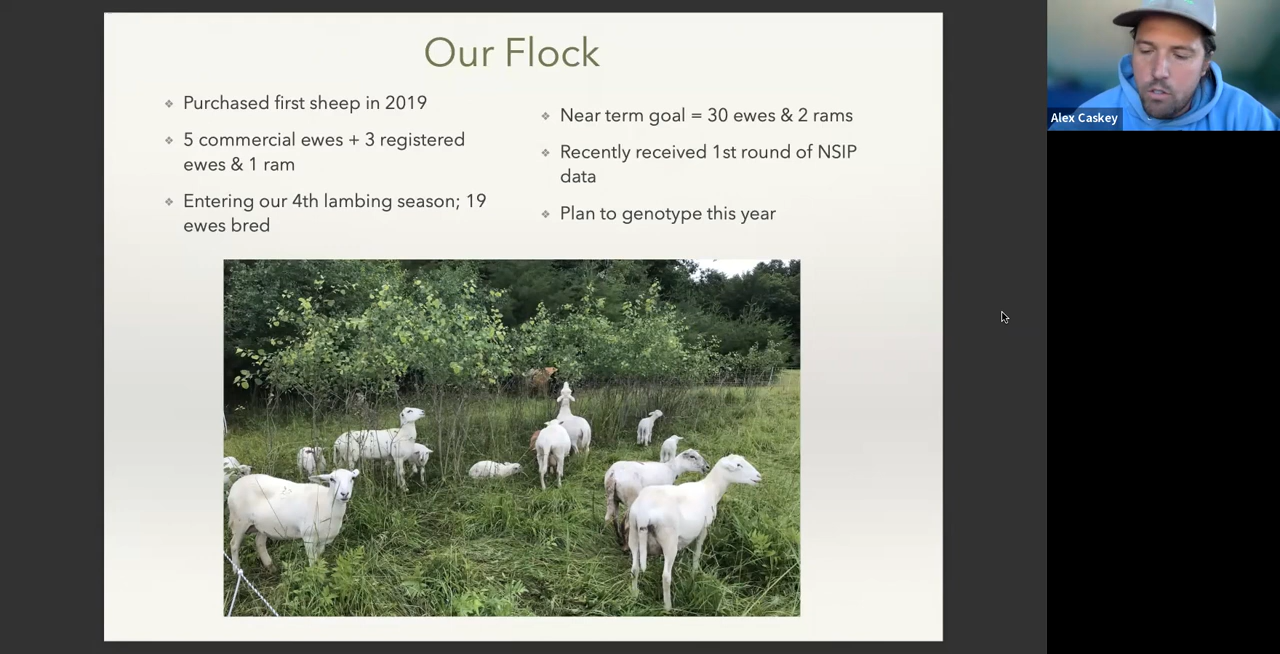 Our Flock
Purchased first sheep in 2019
5 commercial ewes + 3 registered
ewes & 1 ram
Entering our 4th lambing season; 19
ewes bred
Near term goal = 30 ewes & 2 rams
Recently received 1st round of NSIP
data
Plan to genotype this year
Alex Caskey